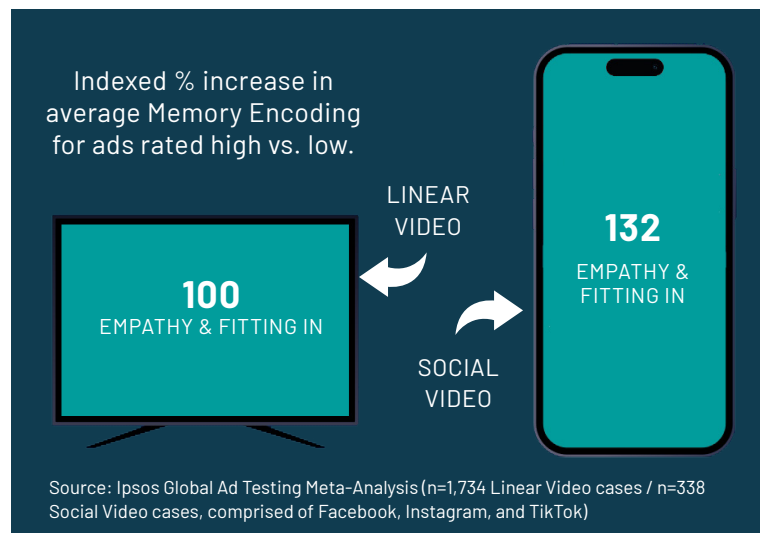 Indexed % increase in
average Memory Encoding
for ads rated high vs. low.
LINEAR
VIDEO
100
EMPATHY & FITTING IN
132
EMPATHY &
FITTING IN
SOCIAL
VIDEO
Source: Ipsos Global Ad Testing Meta-Analysis (n=1,734 Linear Video cases / n=338
Social Video cases, comprised of Facebook, Instagram, and TikTok)